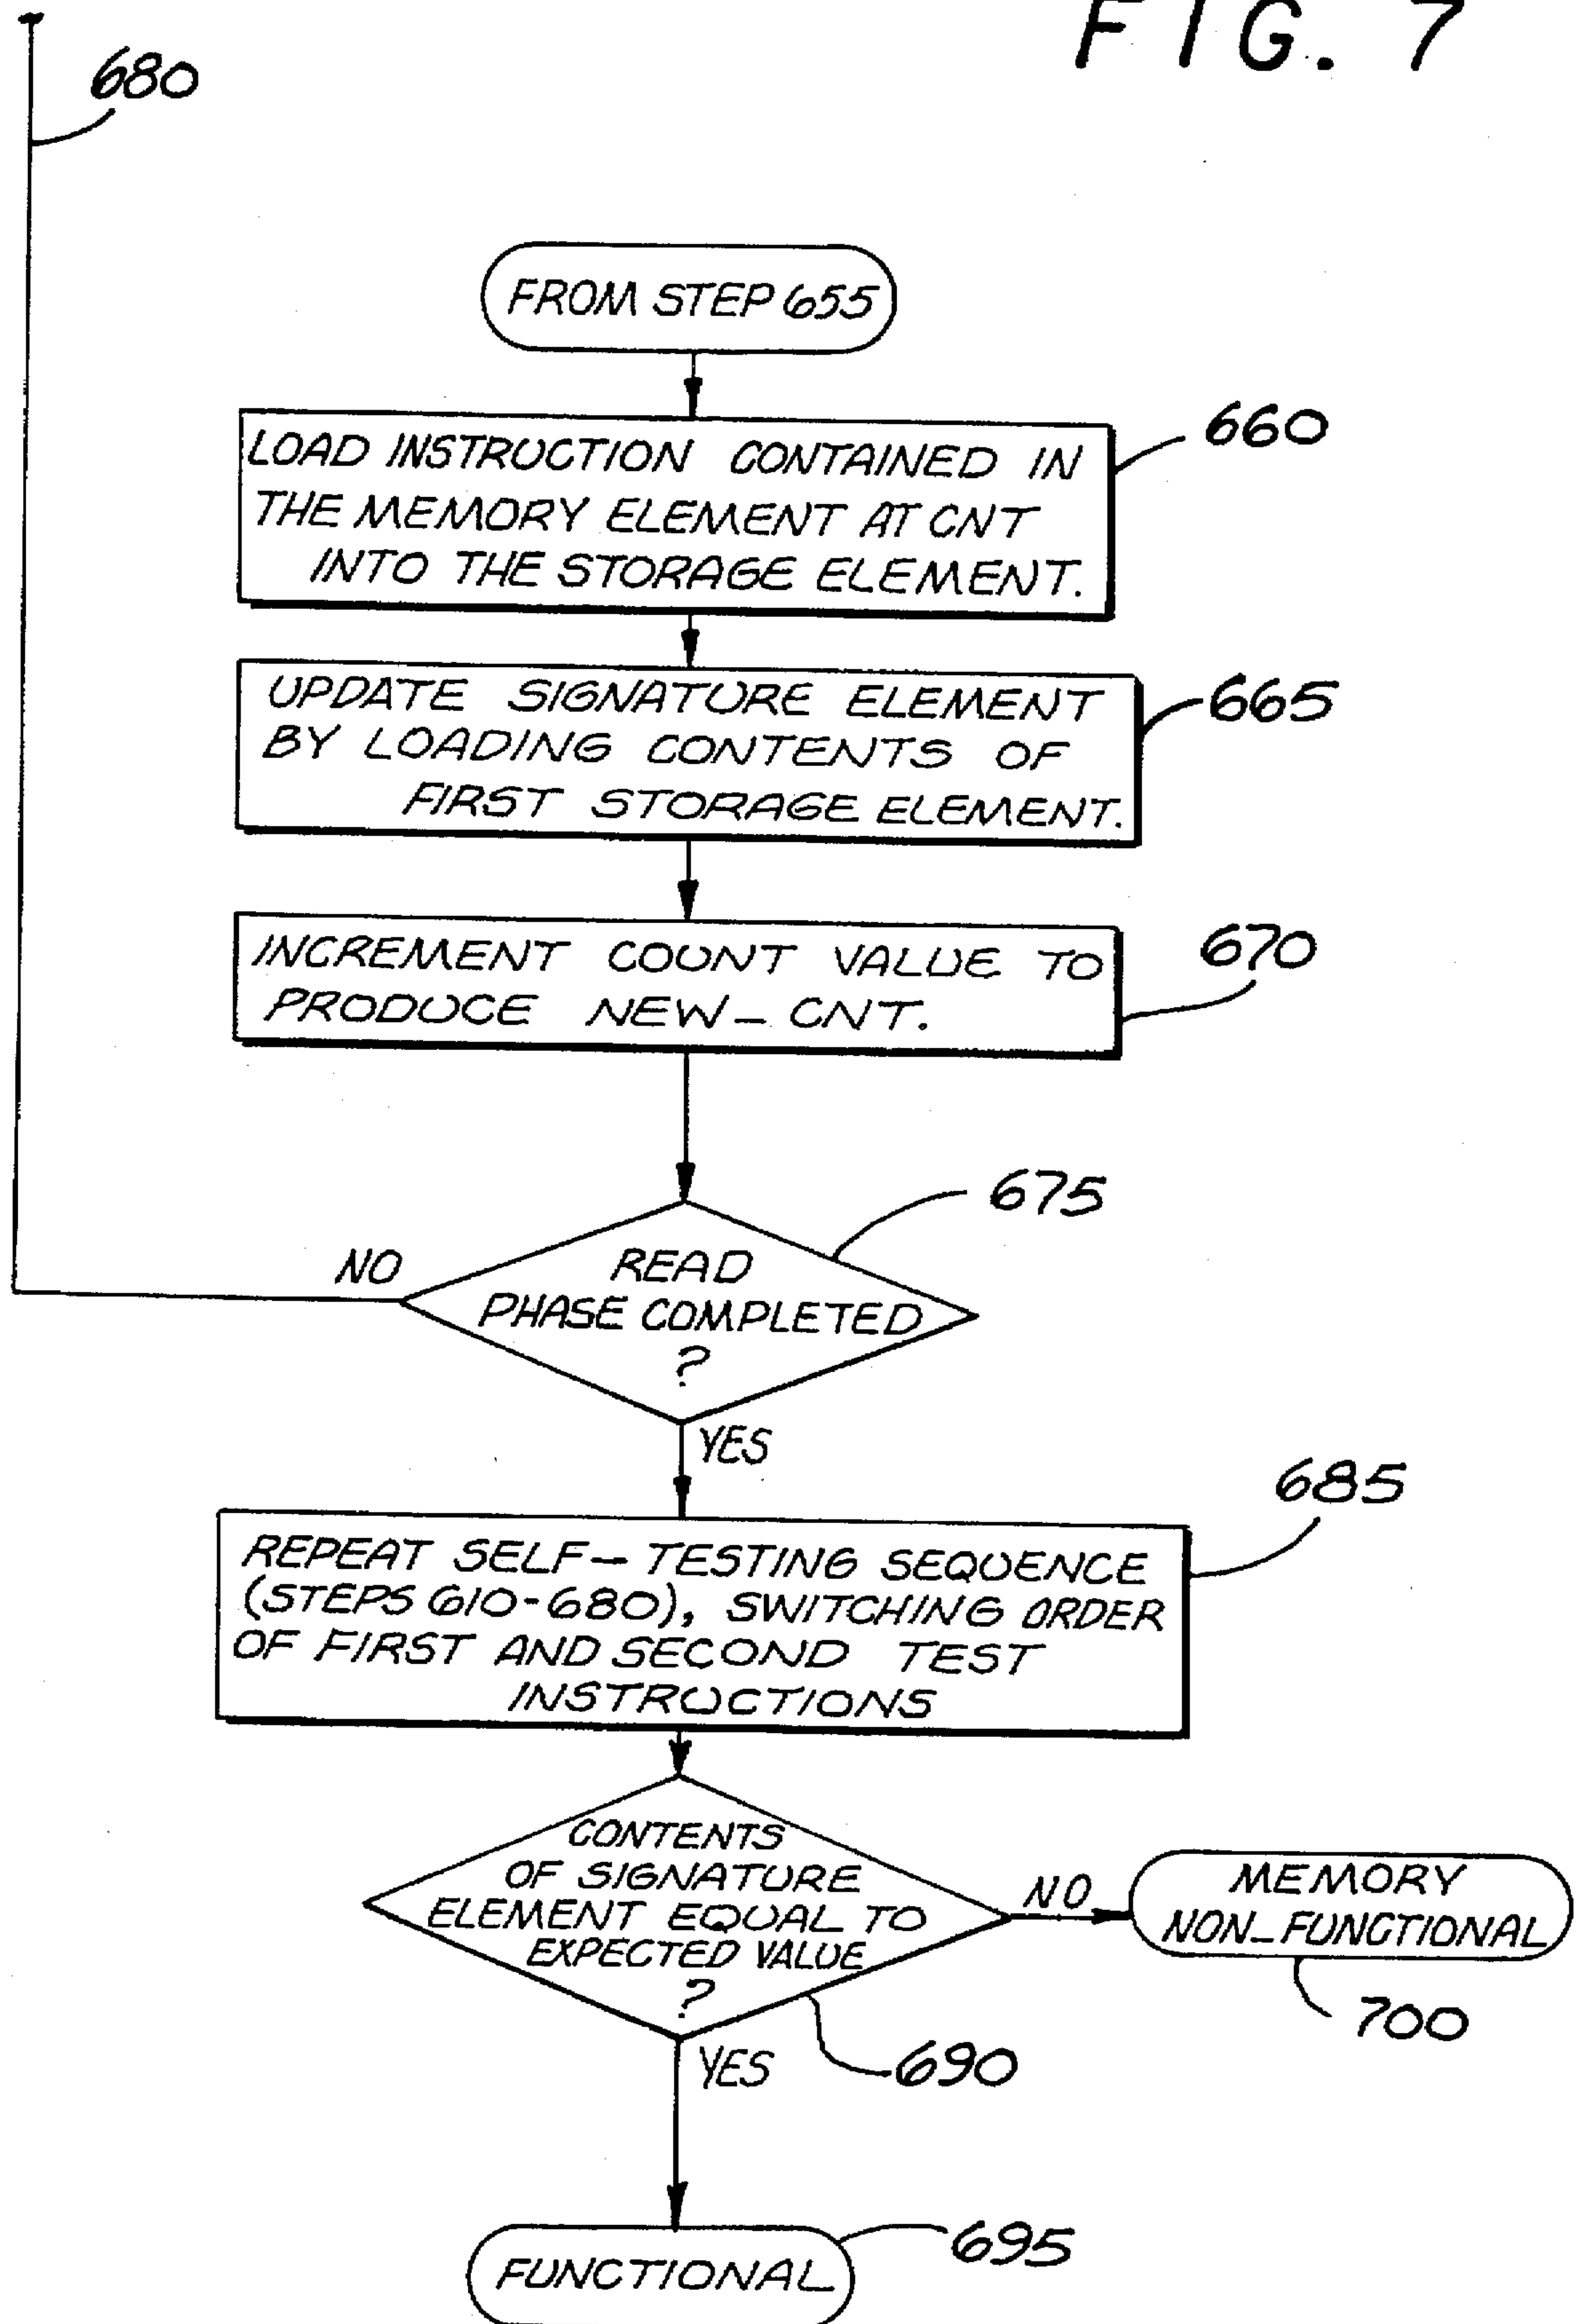 FIG. 7
680
FROM STEP 655
LOAD INSTRUCTION CONTAINED IN
THE MEMORY ELEMENT AT CNT
INTO THE STORAGE ELEMENT.
660
UPDATE SIGNATURE ELEMENT
BY LOADING CONTENTS OF
FIRST STORAGE ELEMENT.
665
INCREMENT COUNT VALUE TO
PRODUCE NEW_CNT.
670
675
NO
READ
PHASE COMPLETED
?
YES
685
REPEAT SELF-TESTING SEQUENCE
(STEPS 610-680), SWITCHING ORDER
OF FIRST AND SECOND TEST
INSTRUCTIONS
CONTENTS
OF SIGNATURE
ELEMENT EQUAL TO
EXPECTED VALUE
?
NO
MEMORY
NON_FUNCTIONAL
700
690
YES
695
FUNCTIONAL